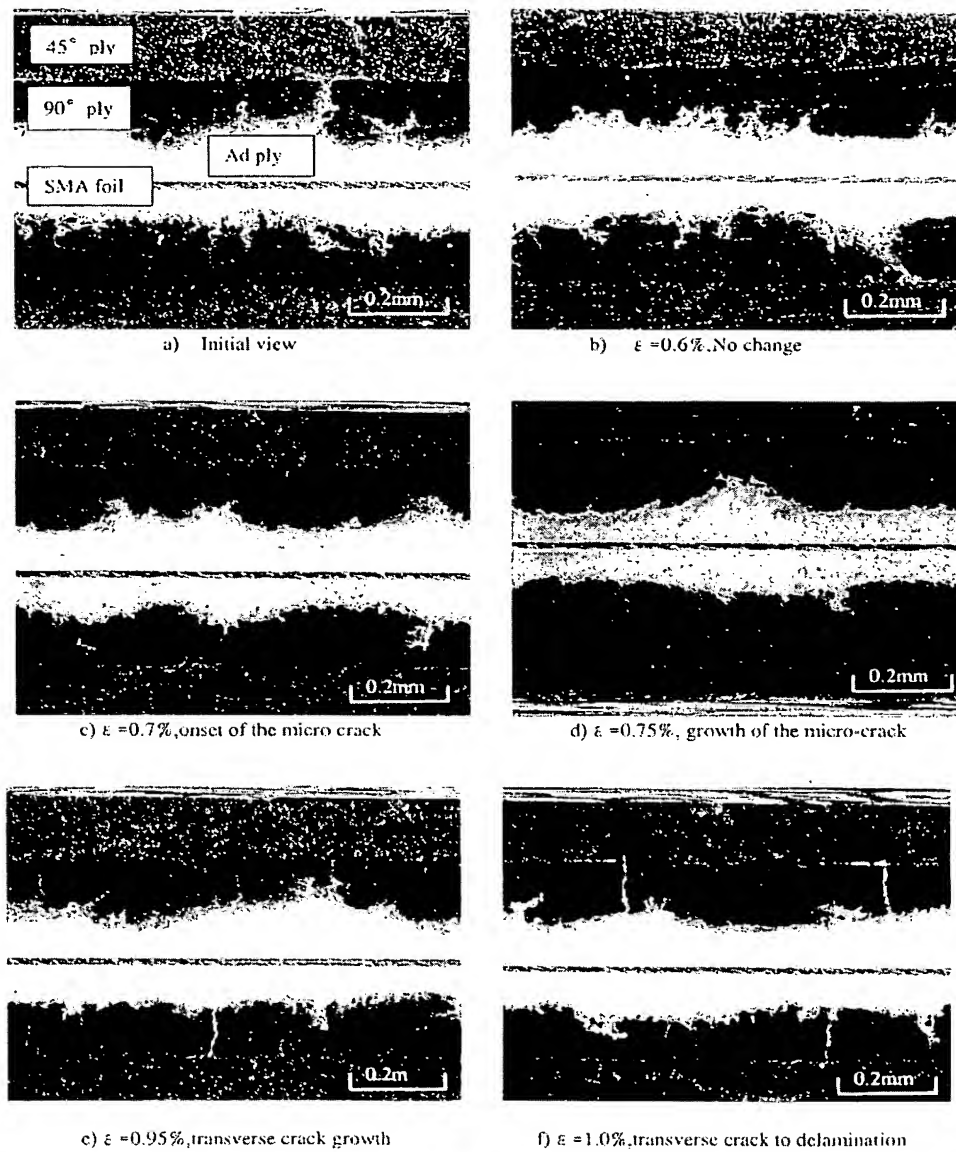 45° ply
90° ply
Ad ply
SMA foil
0.2mm
0.2mm
a) Initial view
b) ε =0.6%,No change
0.2mm
0.2mm
c) ε =0.7%,onset of the micro crack
d) ε =0.75%, growth of the micro-crack
0.2m
0.2mm
e) ε =0.95%,transverse crack growth
f) ε =1.0%,transverse crack to delamination